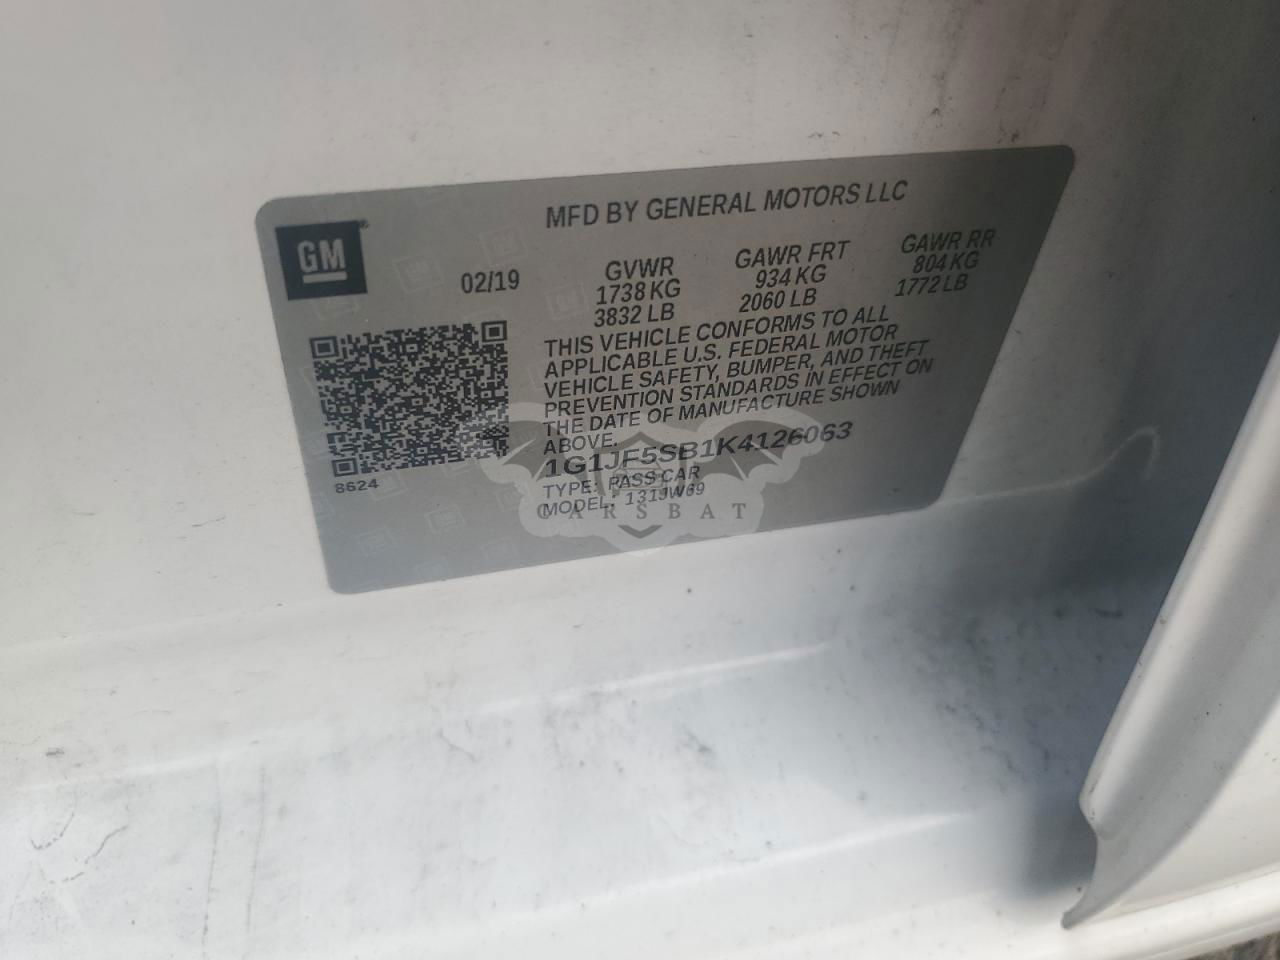 MFD BY GENERAL MOTORS LLC
GM
02/19
GVWR
1738 KG
3832 LB
GAWR FRT
934 KG
2060 LB
GAWR RR
804 KG
1772 LB
THIS VEHICLE CONFORMS TO ALL
APPLICABLE U.S. FEDERAL MOTOR
VEHICLE SAFETY, BUMPER, AND THEFT
PREVENTION STANDARDS IN EFFECT ON
THE DATE OF MANUFACTURE SHOWN
ABOVE.
1G1JF5SB1K4126063
TYPE: PASS CAR
MODEL: 1319W69
8624
CARSBAT